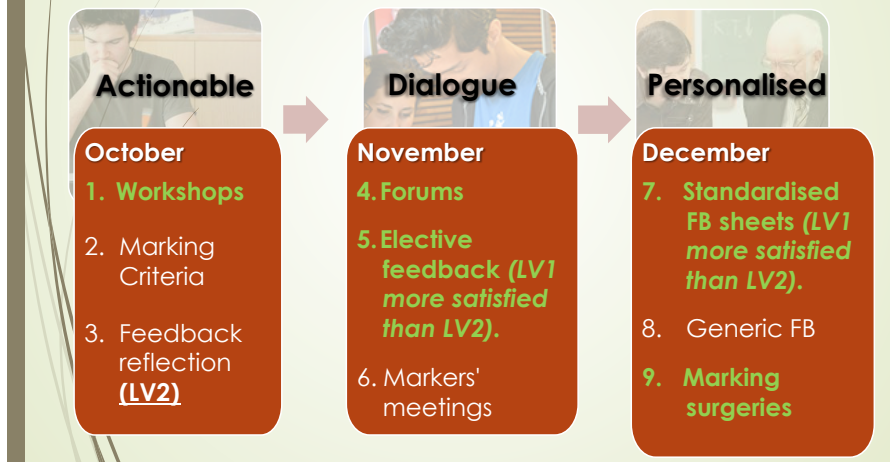 Actionable
Dialogue
Personalised
October
1. Workshops
2. Marking
Criteria
3. Feedback
reflection
(LV2)
November
4. Forums
5. Elective
feedback (LV1
more satisfied
than LV2).
6. Markers'
meetings
December
7. Standardised
FB sheets (LV1
more satisfied
than LV2).
8. Generic FB
9. Marking
surgeries